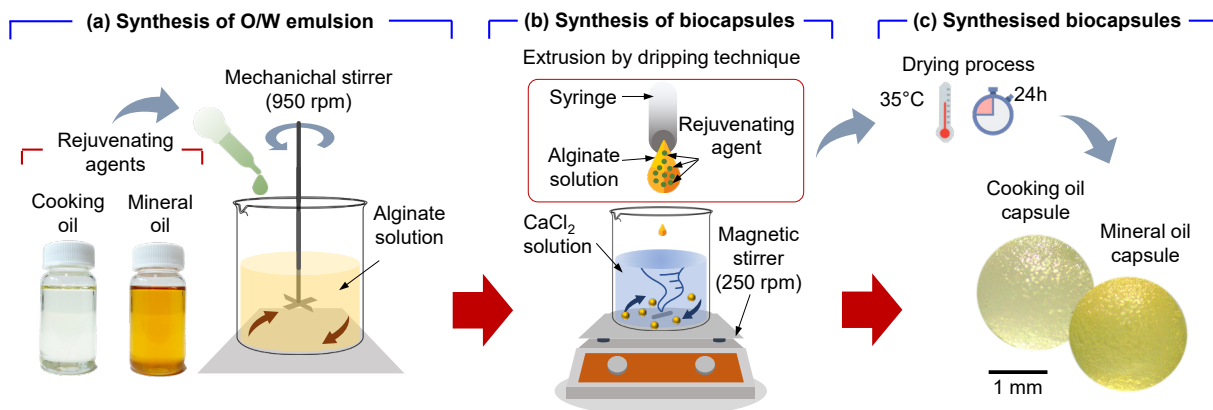 (a) Synthesis of O/W emulsion
Mechanichal stirrer
(950 rpm)
Rejuvenating
agents
Cooking
oil
Mineral
oil
Alginate
solution
(b) Synthesis of biocapsules
Extrusion by dripping technique
Syringe
Rejuvenating
agent
Alginate
solution
CaCl₂
solution
Magnetic
stirrer
(250 rpm)
(c) Synthesised biocapsules
Drying process
35°C
24h
Cooking oil
capsule
Mineral oil
capsule
1 mm